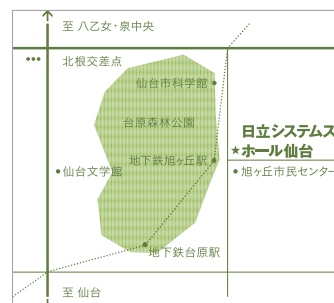 至 八乙女・泉中央
北根交差点
仙台市科学館
台原森林公園
日立システムズ
地下鉄旭ヶ丘駅
★ホール仙台
仙台文学館
旭ヶ丘市民センター
地下鉄台原駅
至 仙台